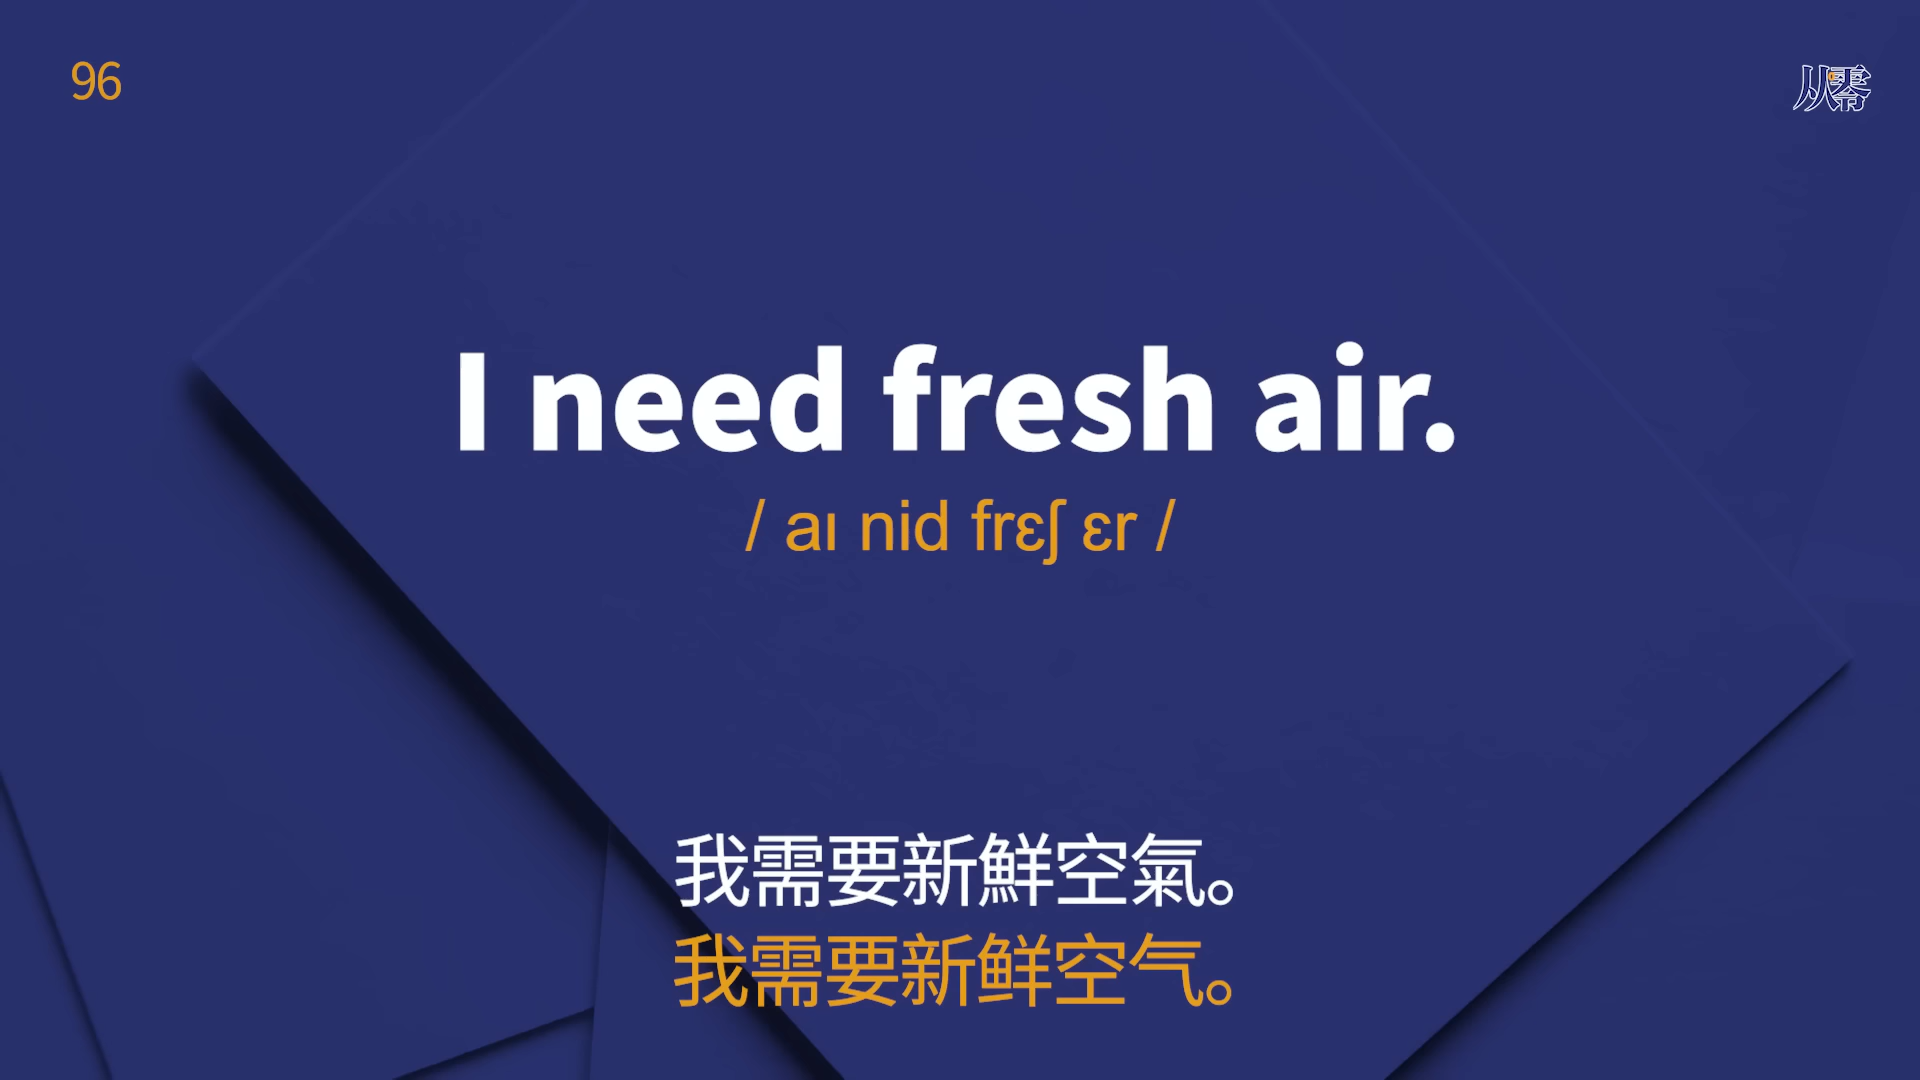 96
从零
I need fresh air.
/ aɪ nid frɛʃ ɛr /
我需要新鮮空氣。
我需要新鲜空气。